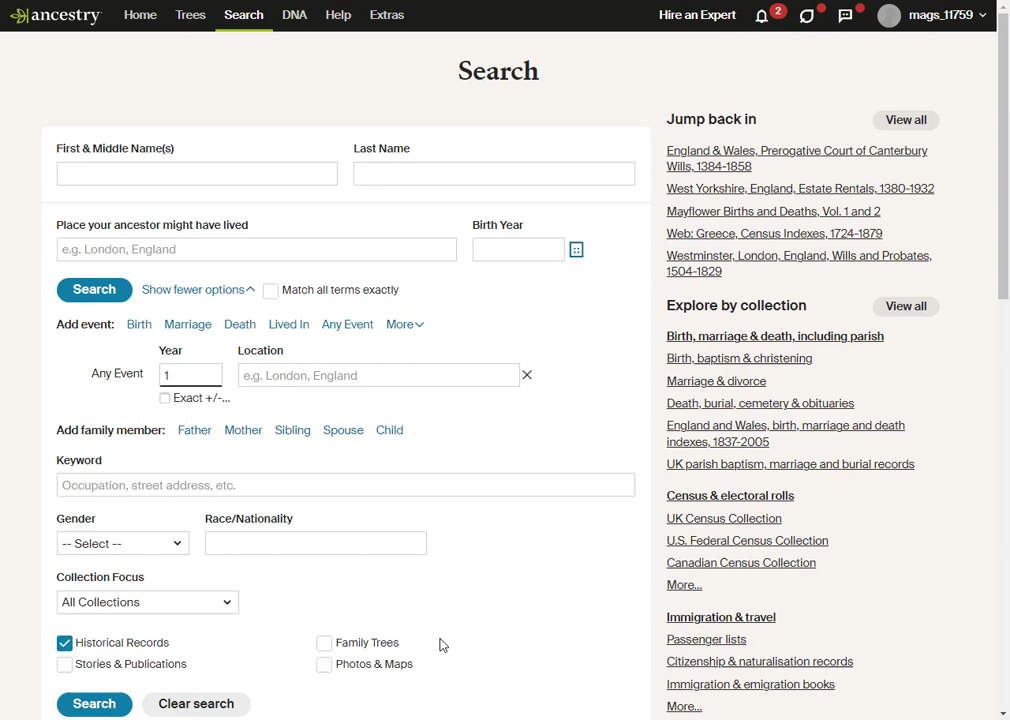 ancestry Home Trees Search DNA Help Extras Hire an Expert 2 mags_11759
Search
First & Middle Name(s) Last Name
Place your ancestor might have lived Birth Year
e.g. London, England
Search Show fewer options Match all terms exactly
Add event: Birth Marriage Death Lived In Any Event More
Year Location
Any Event 1 e.g. London, England
Exact +/-...
Add family member: Father Mother Sibling Spouse Child
Keyword
Occupation, street address, etc.
Gender Race/Nationality
-- Select --
Collection Focus
All Collections
Historical Records Family Trees
Stories & Publications Photos & Maps
Search Clear search
Jump back in View all
England & Wales, Prerogative Court of Canterbury
Wills, 1384-1858
West Yorkshire, England, Estate Rentals, 1380-1932
Mayflower Births and Deaths, Vol. 1 and 2
Web: Greece, Census Indexes, 1724-1879
Westminster, London, England, Wills and Probates,
1504-1829
Explore by collection View all
Birth, marriage & death, including parish
Birth, baptism & christening
Marriage & divorce
Death, burial, cemetery & obituaries
England and Wales, birth, marriage and death
indexes, 1837-2005
UK parish baptism, marriage and burial records
Census & electoral rolls
UK Census Collection
U.S. Federal Census Collection
Canadian Census Collection
More...
Immigration & travel
Passenger lists
Citizenship & naturalisation records
Immigration & emigration books
More...